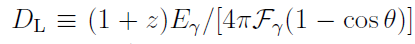 D_L ≡ (1 + z)E_γ/[4πℱ_γ(1 − cos θ)]